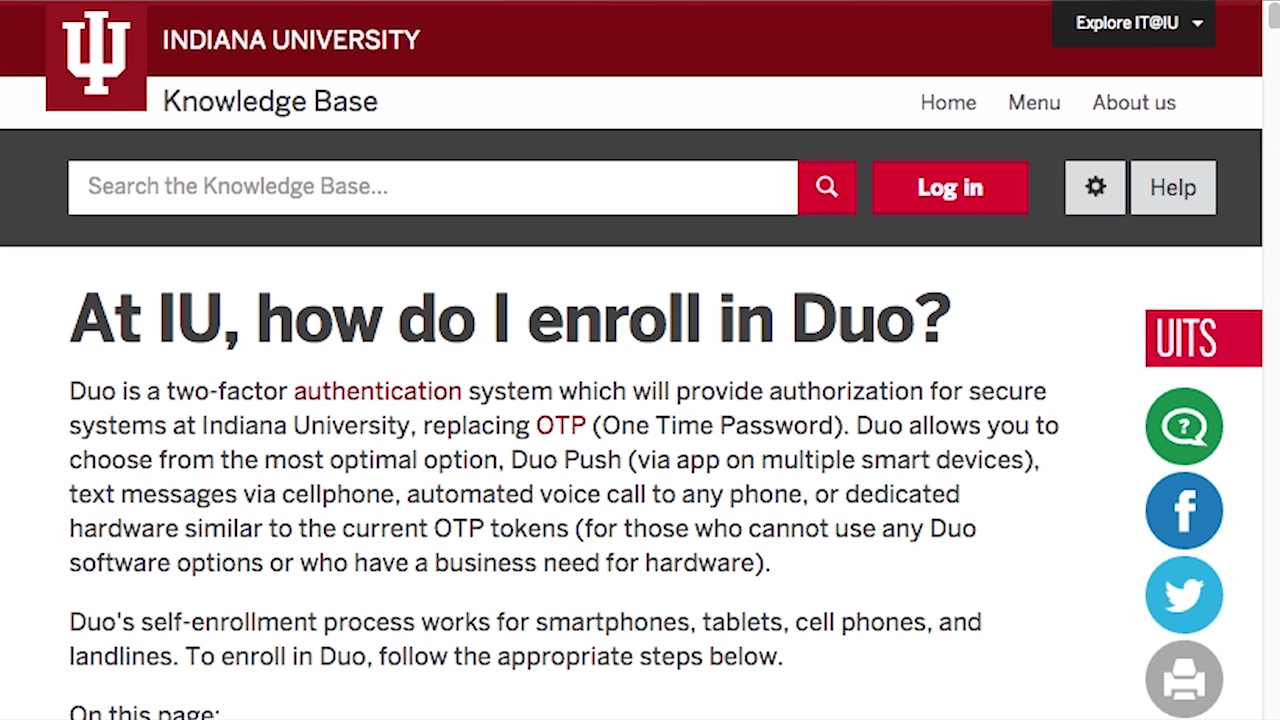 Explore IT@IU
INDIANA UNIVERSITY
Knowledge Base
Home Menu About us
Search the Knowledge Base...
Log in
Help
At IU, how do I enroll in Duo?
UITS
Duo is a two-factor authentication system which will provide authorization for secure
systems at Indiana University, replacing OTP (One Time Password). Duo allows you to
choose from the most optimal option, Duo Push (via app on multiple smart devices),
text messages via cellphone, automated voice call to any phone, or dedicated
hardware similar to the current OTP tokens (for those who cannot use any Duo
software options or who have a business need for hardware).
Duo's self-enrollment process works for smartphones, tablets, cell phones, and
landlines. To enroll in Duo, follow the appropriate steps below.
On this page: